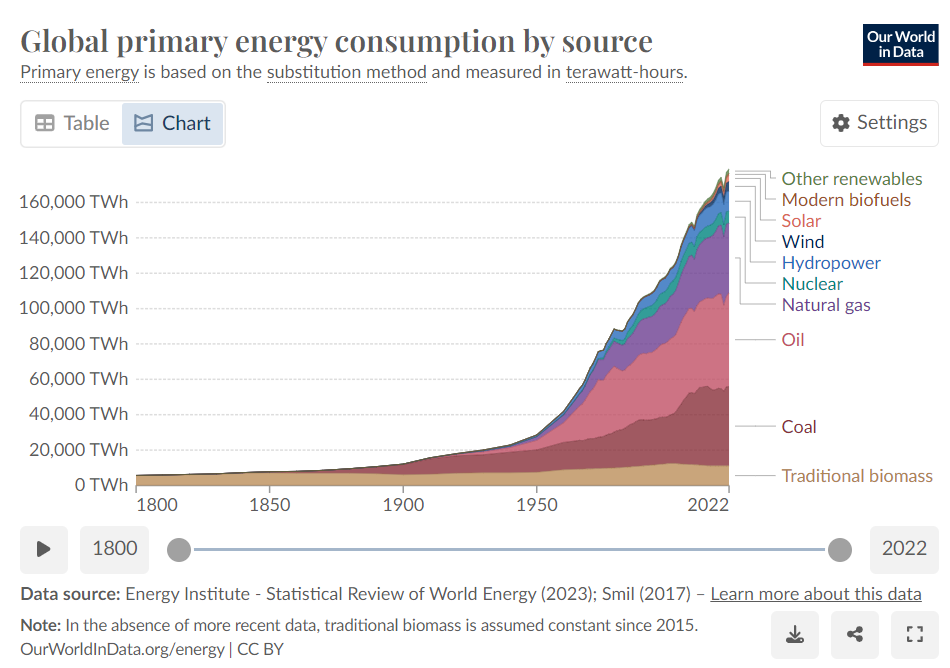 Global primary energy consumption by source
Our World
in Data
Primary energy is based on the substitution method and measured in terawatt-hours.
Table
Chart
Settings
160,000 TWh
140,000 TWh
120,000 TWh
100,000 TWh
80,000 TWh
60,000 TWh
40,000 TWh
20,000 TWh
0 TWh
Other renewables
Modern biofuels
Solar
Wind
Hydropower
Nuclear
Natural gas
Oil
Coal
Traditional biomass
1800
1850
1900
1950
2022
1800
2022
Data source: Energy Institute - Statistical Review of World Energy (2023); Smil (2017) – Learn more about this data
Note: In the absence of more recent data, traditional biomass is assumed constant since 2015.
OurWorldInData.org/energy | CC BY